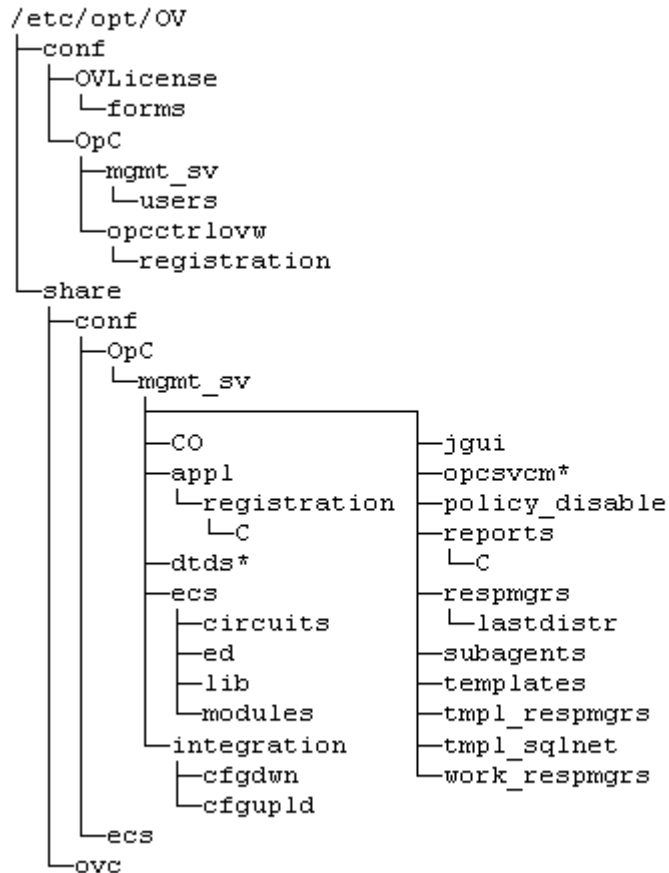 /etc/opt/OV
conf
OVLicense
forms
OpC
mgmt_sv
users
opcctrlovw
registration
share
conf
OpC
mgmt_sv
CO
appl
registration
C
dtds*
ecs
circuits
ed
lib
modules
integration
cfgdwn
cfgupld
jgui
opcsvcm*
policy_disable
reports
C
respmgrs
lastdistr
subagents
templates
tmpl_respmgrs
tmpl_sqlnet
work_respmgrs
ecs
ovc